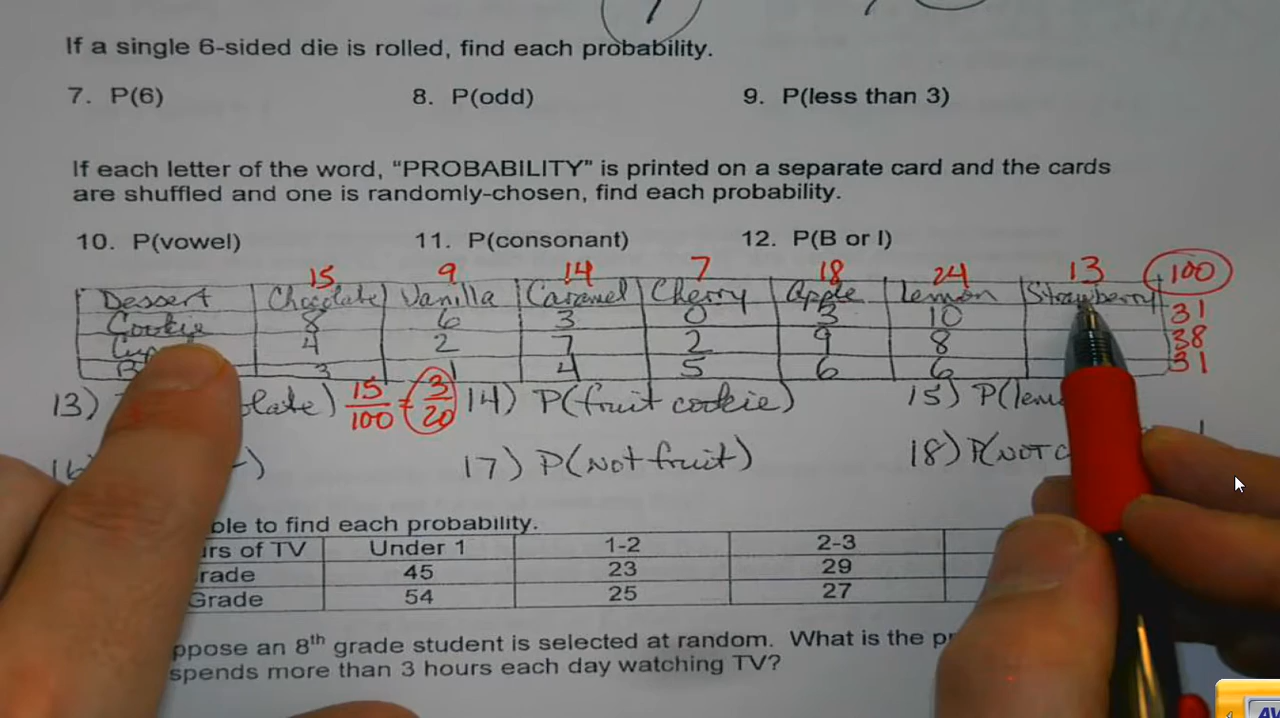 If a single 6-sided die is rolled, find each probability.
7. P(6) 8. P(odd) 9. P(less than 3)
If each letter of the word, “PROBABILITY” is printed on a separate card and the cards
are shuffled and one is randomly-chosen, find each probability.
10. P(vowel) 11. P(consonant) 12. P(B or I)
15 9 14 7 18 24 13 100
Dessert Chocolate Vanilla Caramel Cherry Apple Lemon Strawberry
Cookie 8 6 3 0 3 10 31
4 2 7 2 9 8 38
3 1 4 5 6 6 31
13) 15/100 = 3/20 14) P(fruit cookie) 15)
17) P(Not fruit) 18) P(NOT
to find each probability.
of TV Under 1 1-2 2-3
45 23 29
Grade 54 25 27
an 8th grade student is selected at random. What is the
spends more than 3 hours each day watching TV?